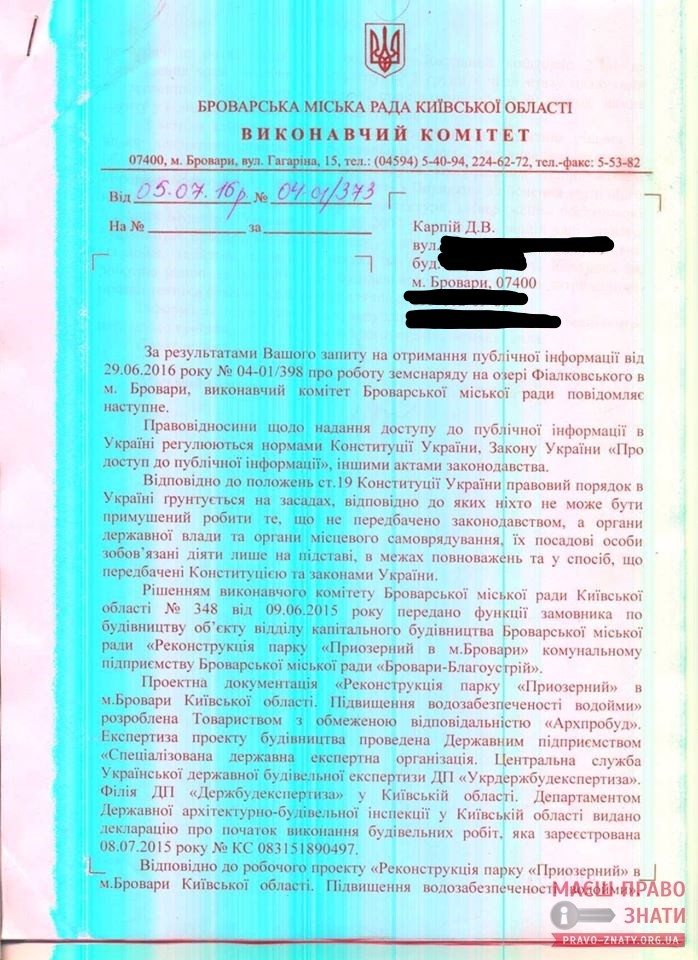 БРОВАРСЬКА МІСЬКА РАДА КИЇВСЬКОЇ ОБЛАСТІ
ВИКОНАВЧИЙ КОМІТЕТ
07400, м. Бровари, вул. Гагаріна, 15, тел.: (04594) 5-40-94, 224-62-72, тел.-факс: 5-53-82
Від 05.07.16р № 04-01/373
На № за
Карпій Д.В.
вул.
буд.
м. Бровари, 07400
За результатами Вашого запиту на отримання публічної інформації від
29.06.2016 року № 04-01/398 про роботу земснаряду на озері Фіалковського в
м. Бровари, виконавчий комітет Броварської міської ради повідомляє
наступне.
Правовідносини щодо надання доступу до публічної інформації в
Україні регулюються нормами Конституції України, Закону України «Про
доступ до публічної інформації», іншими актами законодавства.
Відповідно до положень ст.19 Конституції України правовий порядок в
Україні ґрунтується на засадах, відповідно до яких ніхто не може бути
примушений робити те, що не передбачено законодавством, а органи
державної влади та органи місцевого самоврядування, їх посадові особи
зобов'язані діяти лише на підставі, в межах повноважень та у спосіб, що
передбачені Конституцією та законами України.
Рішенням виконавчого комітету Броварської міської ради Київської
області № 348 від 09.06.2015 року передано функції замовника по
будівництву об'єкту відділу капітального будівництва Броварської міської
ради «Реконструкція парку «Приозерний в м.Бровари» комунальному
підприємству Броварської міської ради «Бровари-Благоустрій».
Проектна документація «Реконструкція парку «Приозерний» в
м.Бровари Київської області. Підвищення водозабезпеченості водойми»
розроблена Товариством з обмеженою відповідальністю «Архпробуд».
Експертиза проекту будівництва проведена Державним підприємством
«Спеціалізована державна експертна організація. Центральна служба
Української державної будівельної експертизи ДП «Укрдержбудекспертиза».
Філія ДП «Держбудекспертиза» у Київській області. Департаментом
Державної архітектурно-будівельної інспекції у Київській області видано
декларацію про початок виконання будівельних робіт, яка зареєстрована
08.07.2015 року № КС 083151890497.
Відповідно до робочого проекту «Реконструкція парку «Приозерний» в
м.Бровари Київської області. Підвищення водозабезпеченості водойми»
МАЄШ ПРАВО
ЗНАТИ
PRAVO-ZNATY.ORG.UA